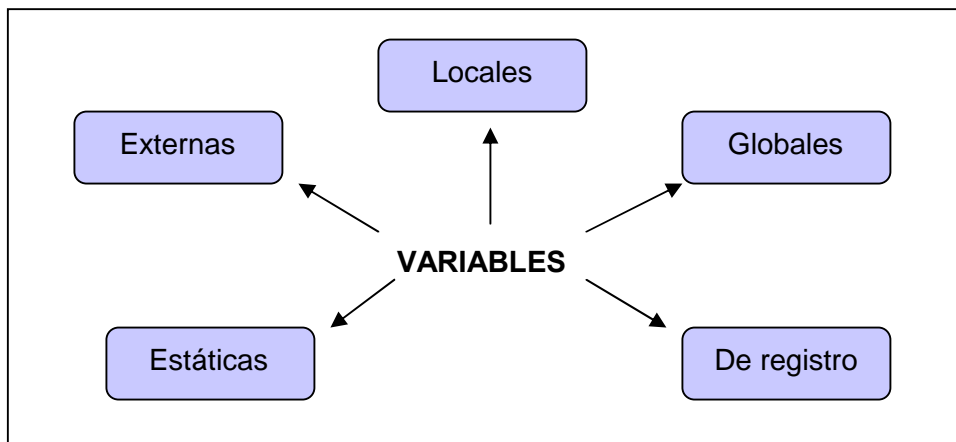 Locales
Externas
Globales
VARIABLES
Estáticas
De registro